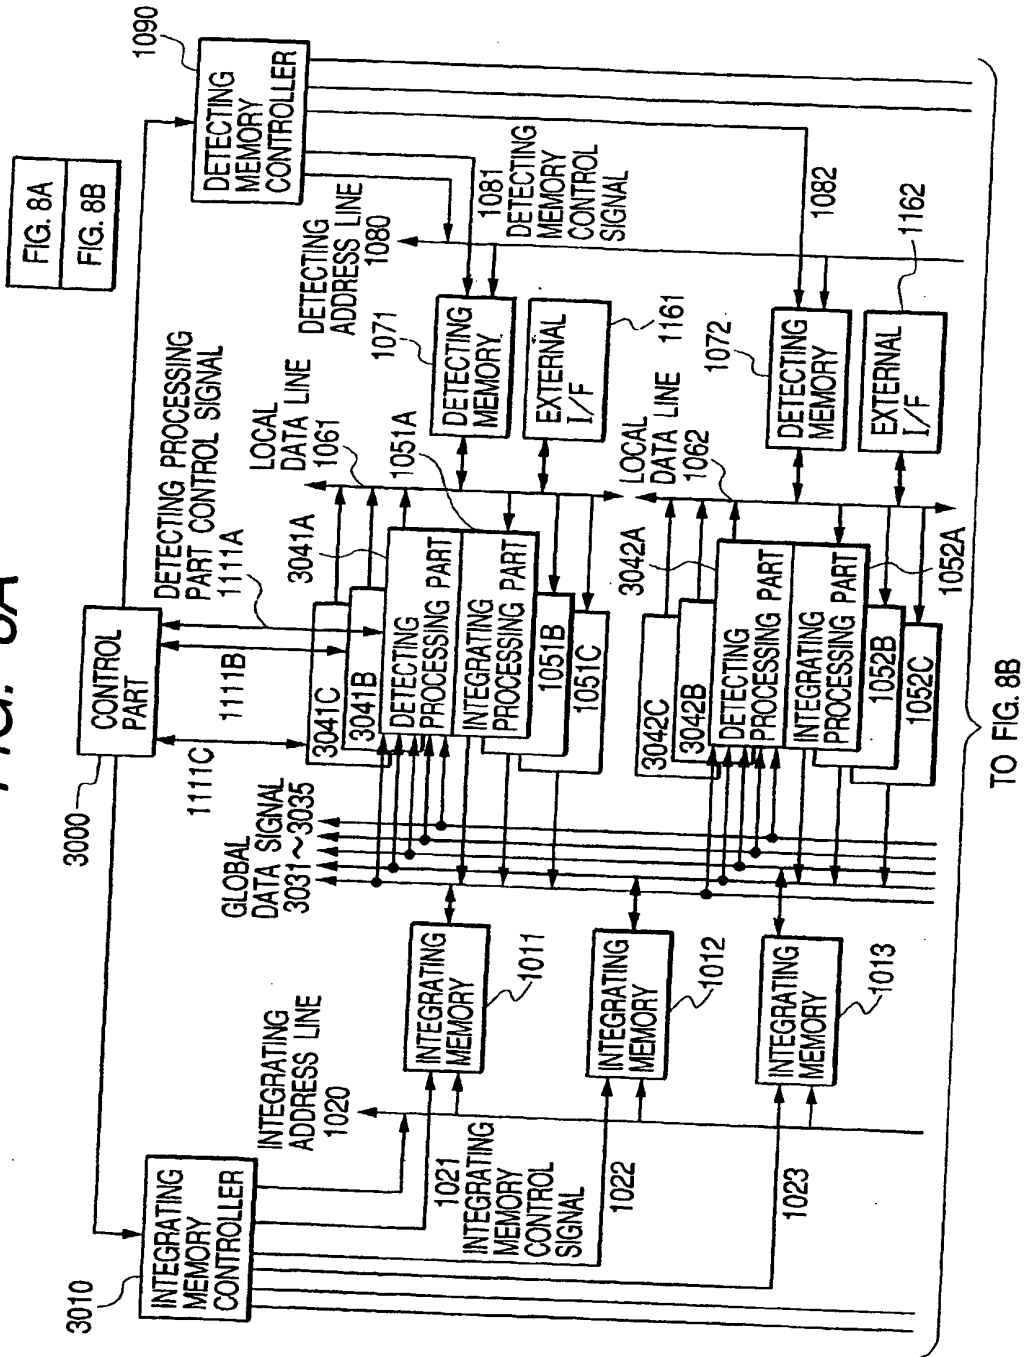 FIG. 8A
FIG. 8A
FIG. 8B
3000
CONTROL
PART
1090
DETECTING
MEMORY
CONTROLLER
3010
INTEGRATING
MEMORY
CONTROLLER
1111C
1111B
DETECTING PROCESSING
PART CONTROL SIGNAL
1111A
INTEGRATING
ADDRESS LINE
1020
GLOBAL
DATA SIGNAL
3031~3035
LOCAL
DATA LINE
1061
DETECTING
ADDRESS LINE
1080
1081
DETECTING
MEMORY
CONTROL
SIGNAL
1021
INTEGRATING
MEMORY
CONTROL
SIGNAL
1022
1023
INTEGRATING
MEMORY
1011
INTEGRATING
MEMORY
1012
INTEGRATING
MEMORY
1013
3041A
3041C
3041B
DETECTING
PROCESSING PART
INTEGRATING
PROCESSING PART
1051A
1051B
1051C
1071
DETECTING
MEMORY
EXTERNAL
I/F
1161
LOCAL
DATA LINE
1062
3042A
3042C
3042B
DETECTING
PROCESSING PART
INTEGRATING
PROCESSING PART
1052A
1052B
1052C
1072
DETECTING
MEMORY
1082
EXTERNAL
I/F
1162
TO FIG. 8B